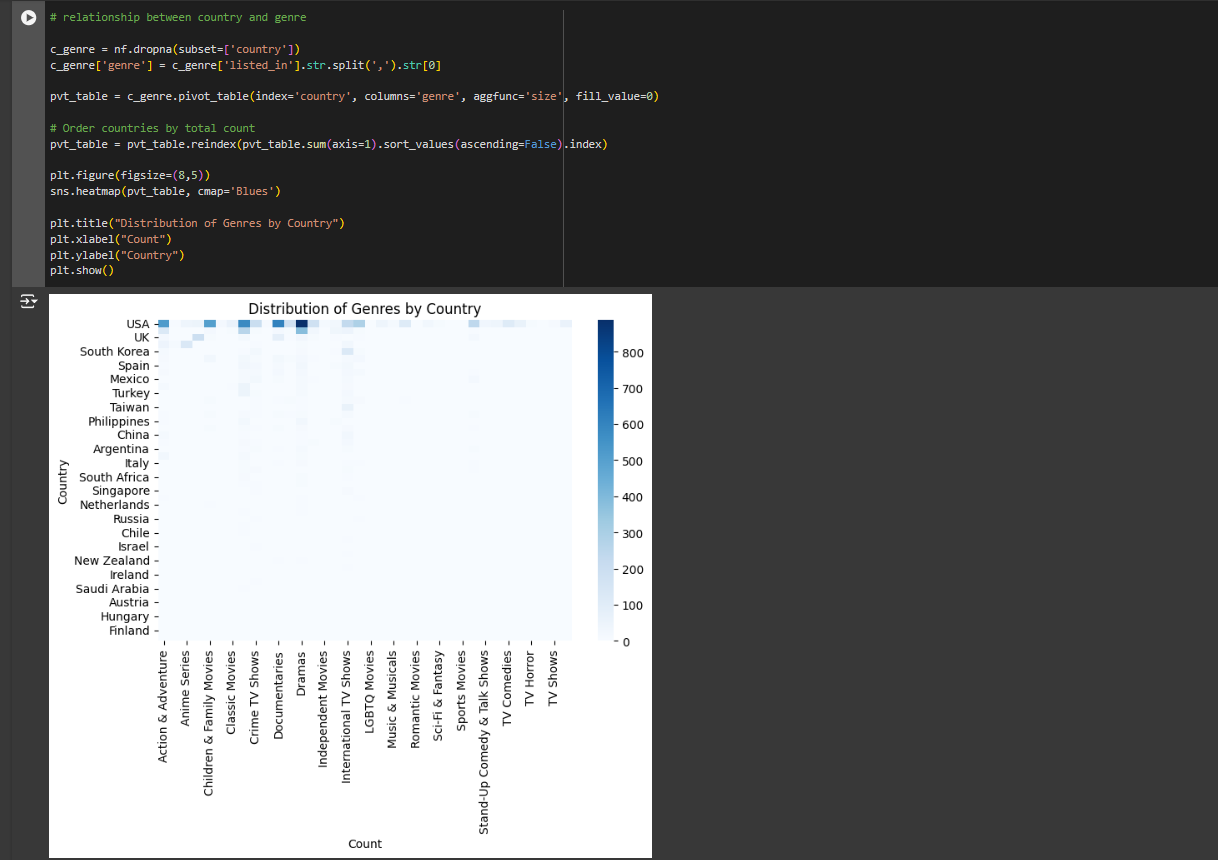 # relationship between country and genre
c_genre = nf.dropna(subset=['country'])
c_genre['genre'] = c_genre['listed_in'].str.split(',').str[0]
pvt_table = c_genre.pivot_table(index='country', columns='genre', aggfunc='size', fill_value=0)
# Order countries by total count
pvt_table = pvt_table.reindex(pvt_table.sum(axis=1).sort_values(ascending=False).index)
plt.figure(figsize=(8,5))
sns.heatmap(pvt_table, cmap='Blues')
plt.title("Distribution of Genres by Country")
plt.xlabel("Count")
plt.ylabel("Country")
plt.show()
Distribution of Genres by Country
USA
UK
South Korea
Spain
Mexico
Turkey
Taiwan
Philippines
China
Argentina
Italy
South Africa
Singapore
Netherlands
Russia
Chile
Israel
New Zealand
Ireland
Saudi Arabia
Austria
Hungary
Finland
Country
800
700
600
500
400
300
200
100
0
Action & Adventure
Anime Series
Children & Family Movies
Classic Movies
Crime TV Shows
Documentaries
Dramas
Independent Movies
International TV Shows
LGBTQ Movies
Music & Musicals
Romantic Movies
Sci-Fi & Fantasy
Sports Movies
Stand-Up Comedy & Talk Shows
TV Comedies
TV Horror
TV Shows
Count